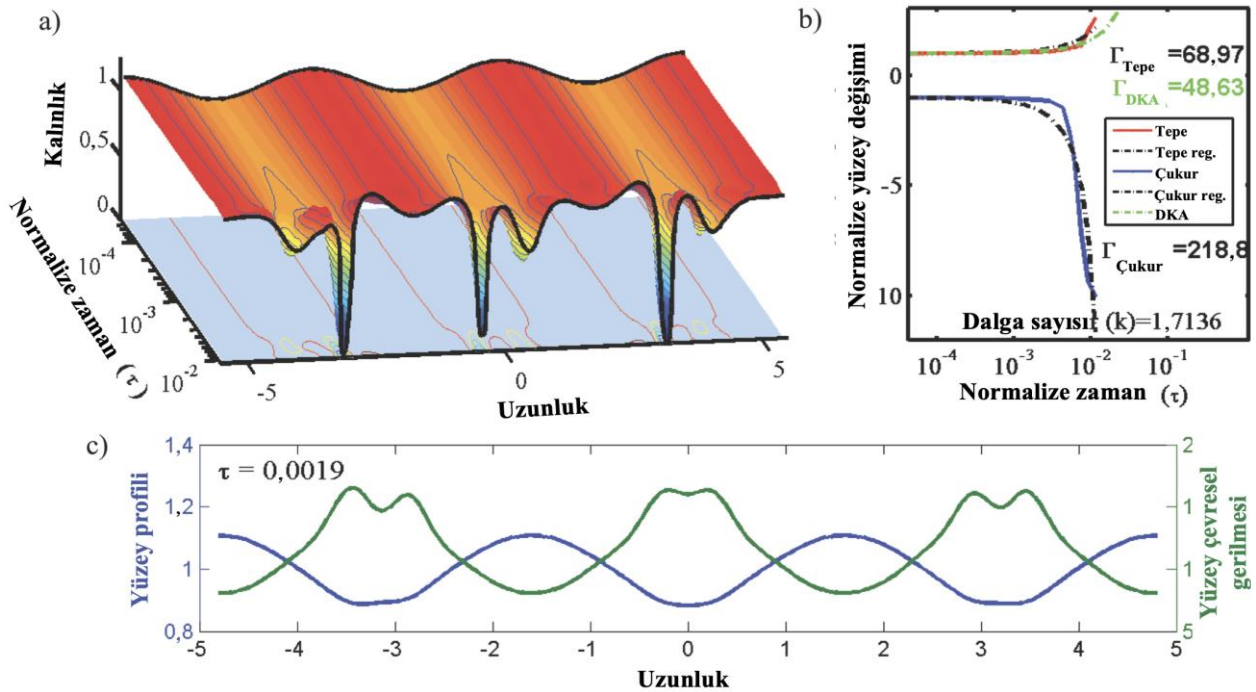 a)
Kalınlık
1
0,5
0
Normalize zaman (τ)
10⁻⁴
10⁻³
10⁻²
-5
0
5
Uzunluk
b)
Normalize yüzey değişimi
0
-5
10
Γ Tepe =68,97
Γ DKA =48,63
Tepe
Tepe reg.
Çukur
Çukur reg.
DKA
Γ Çukur =218,8
Dalga sayısı (k)=1,7136
10⁻⁴ 10⁻³ 10⁻² 10⁻¹
Normalize zaman (τ)
c)
τ = 0,0019
Yüzey profili
1,4
1,2
1
0,8
2
1
1
5
Yüzey çevresel
gerilmesi
-5 -4 -3 -2 -1 0 1 2 3 4 5
Uzunluk